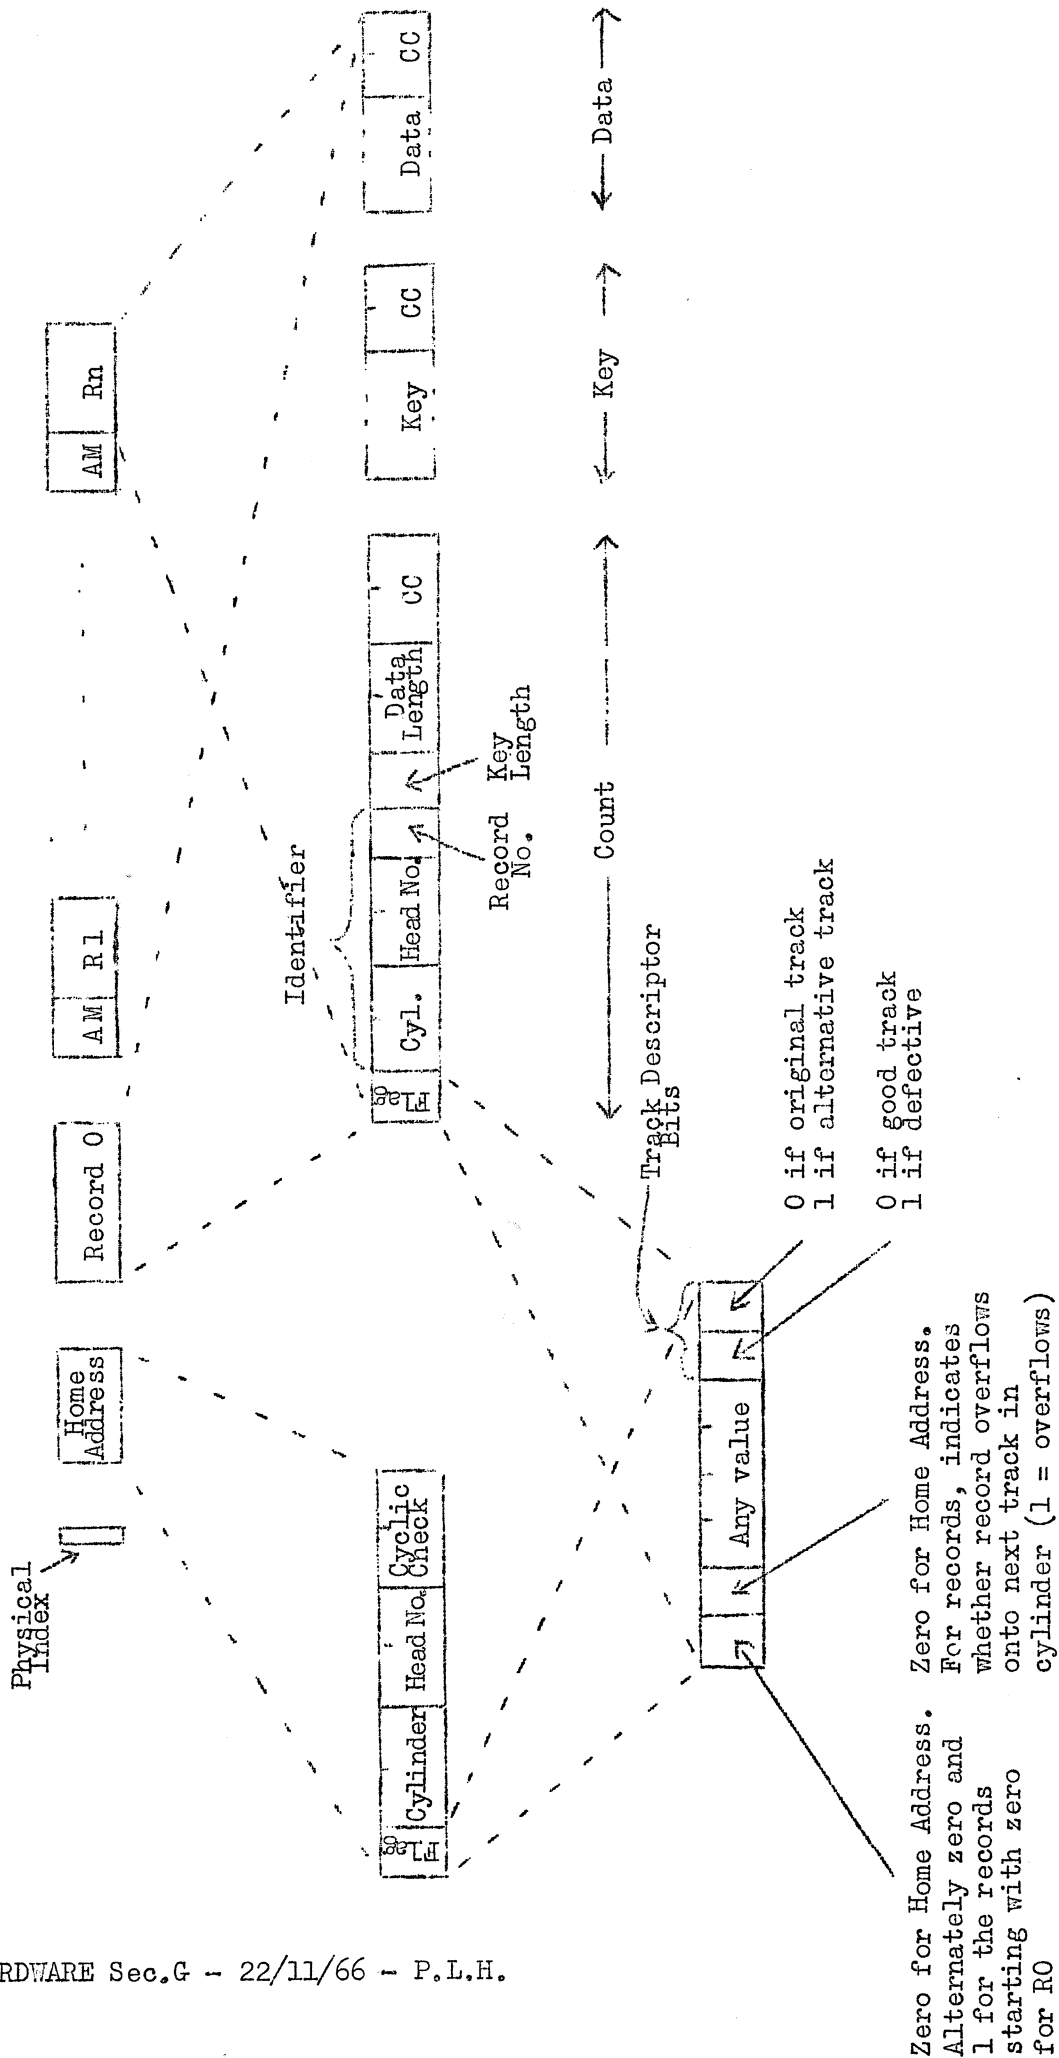 Physical
Index
Home
Address
Record 0
AM R1
AM Rn
Flag Cylinder Head No. Cyclic
Check
Identifier
Flag Cyl. Head No. Data
Length CC
Key CC
Data CC
Record
No.
Key
Length
Count
Key
Data
Track Descriptor
Bits
Any value
0 if original track
1 if alternative track
0 if good track
1 if defective
Zero for Home Address.
Alternately zero and
1 for the records
starting with zero
for R0
Zero for Home Address.
For records, indicates
whether record overflows
onto next track in
cylinder (1 = overflows)
RDWARE Sec.G - 22/11/66 - P.L.H.